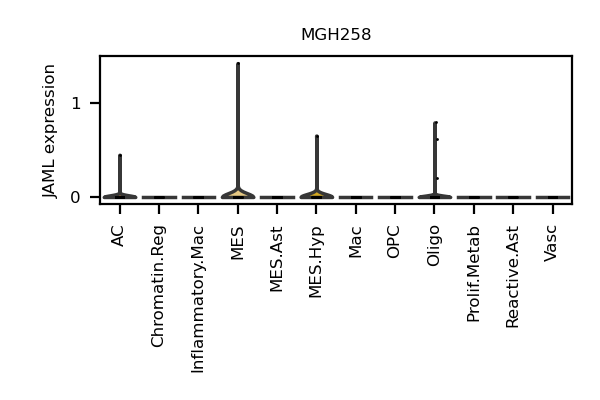 MGH258
JAML expression
1
0
AC
Chromatin.Reg
Inflammatory.Mac
MES
MES.Ast
MES.Hyp
Mac
OPC
Oligo
Prolif.Metab
Reactive.Ast
Vasc